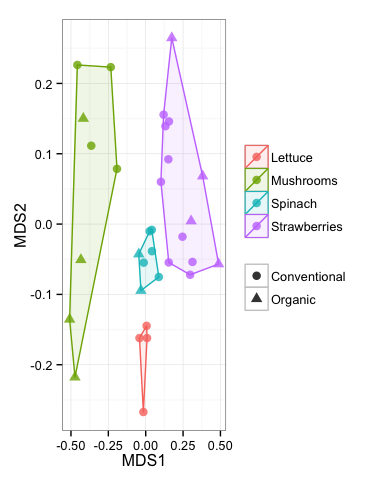 0.2
0.1
0.0
-0.1
-0.2
MDS2
-0.50 -0.25 0.00 0.25 0.50
MDS1
Lettuce
Mushrooms
Spinach
Strawberries
Conventional
Organic